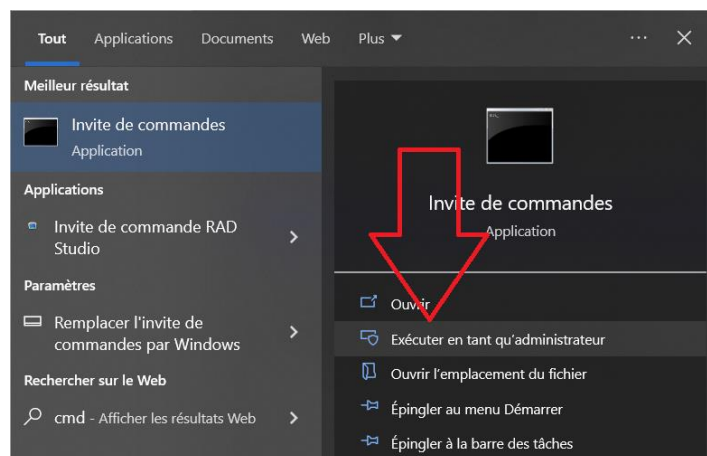 Tout Applications Documents Web Plus
Meilleur résultat
Invite de commandes
Application
Applications
Invite de commande RAD
Studio
Paramètres
Remplacer l'invite de
commandes par Windows
Rechercher sur le Web
cmd - Afficher les résultats Web
Invite de commandes
Application
Ouvrir
Exécuter en tant qu'administrateur
Ouvrir l'emplacement du fichier
Épingler au menu Démarrer
Épingler à la barre des tâches